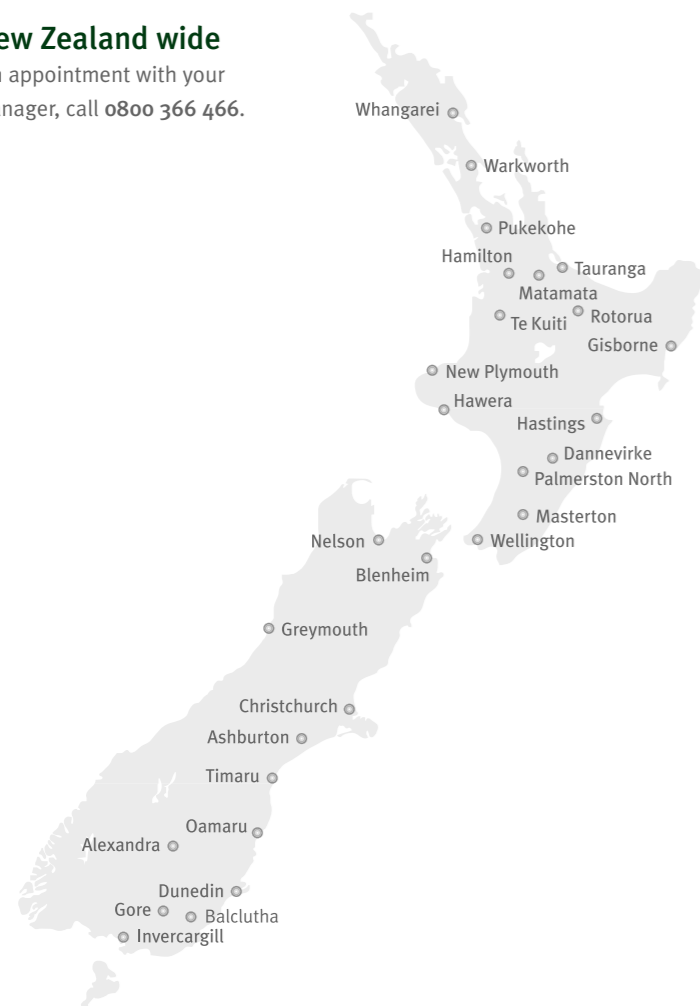 ew Zealand wide
appointment with your
nager, call 0800 366 466.
Whangarei
Warkworth
Pukekohe
Hamilton
Tauranga
Matamata
Te Kuiti
Rotorua
Gisborne
New Plymouth
Hawera
Hastings
Dannevirke
Palmerston North
Masterton
Nelson
Wellington
Blenheim
Greymouth
Christchurch
Ashburton
Timaru
Oamaru
Alexandra
Dunedin
Gore
Balclutha
Invercargill